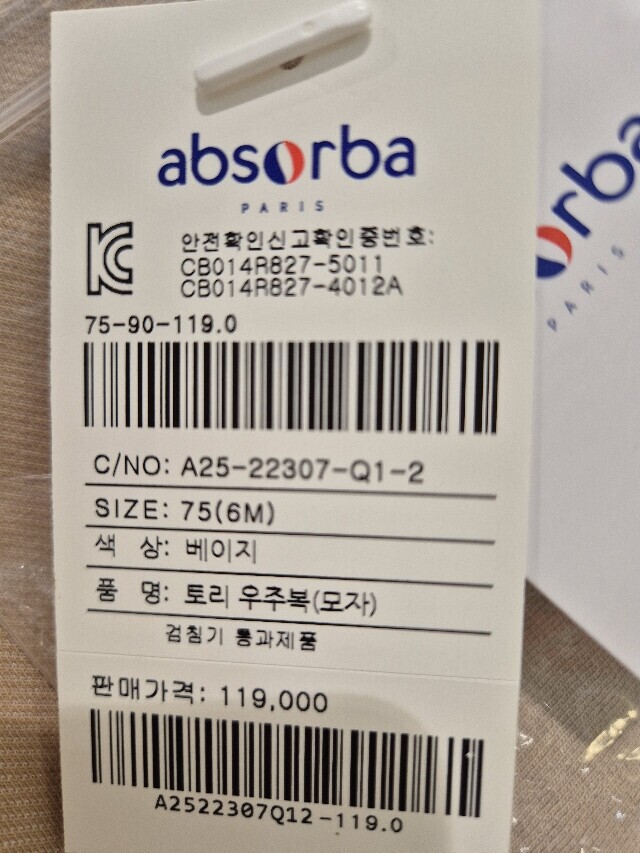 absorba
PARIS
안전확인신고확인증번호:
CB014R827-5011
CB014R827-4012A
75-90-119.0
C/NO: A25-22307-Q1-2
SIZE: 75(6M)
색 상: 베이지
품 명: 토리 우주복(모자)
검침기 통과제품
판매가격: 119,000
A2522307Q12-119.0
orba
PARIS